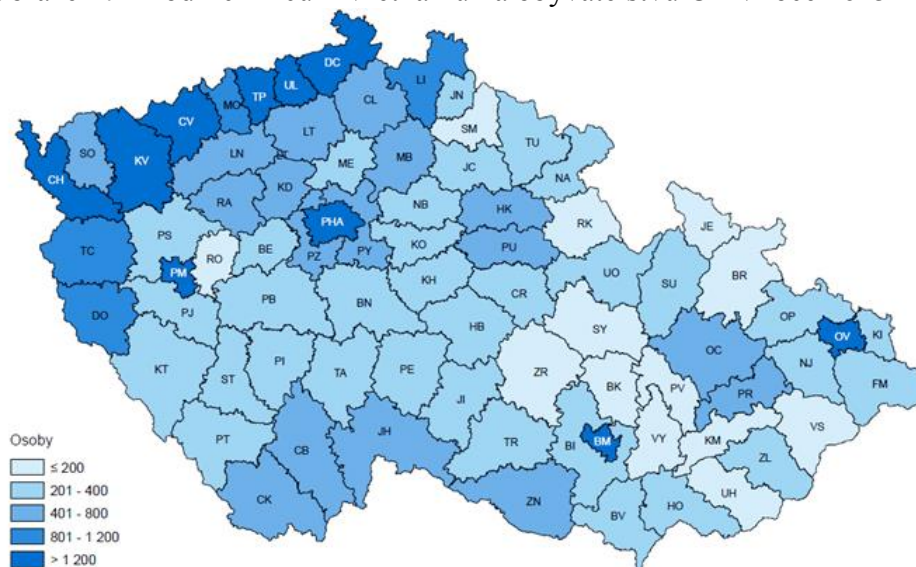 DC
LI
UL
TP
MO
JN
CV
CL
SM
TU
SO
KV
LT
CH
LN
ME
MB
JC
NA
RA
KD
NB
HK
RK
JE
PHA
TC
PS
RO
BE
PZ
PY
KO
PU
BR
PM
UO
SU
KH
CR
DO
PJ
PB
BN
OP
OV
KI
HB
SY
OC
KT
ST
PI
TA
PE
ZR
BK
PV
NJ
FM
PR
JI
PT
CB
JH
TR
BI
BM
VY
KM
VS
ZL
CK
ZN
UH
BV
HO
Osoby
≤ 200
201 - 400
401 - 800
801 - 1 200
> 1 200